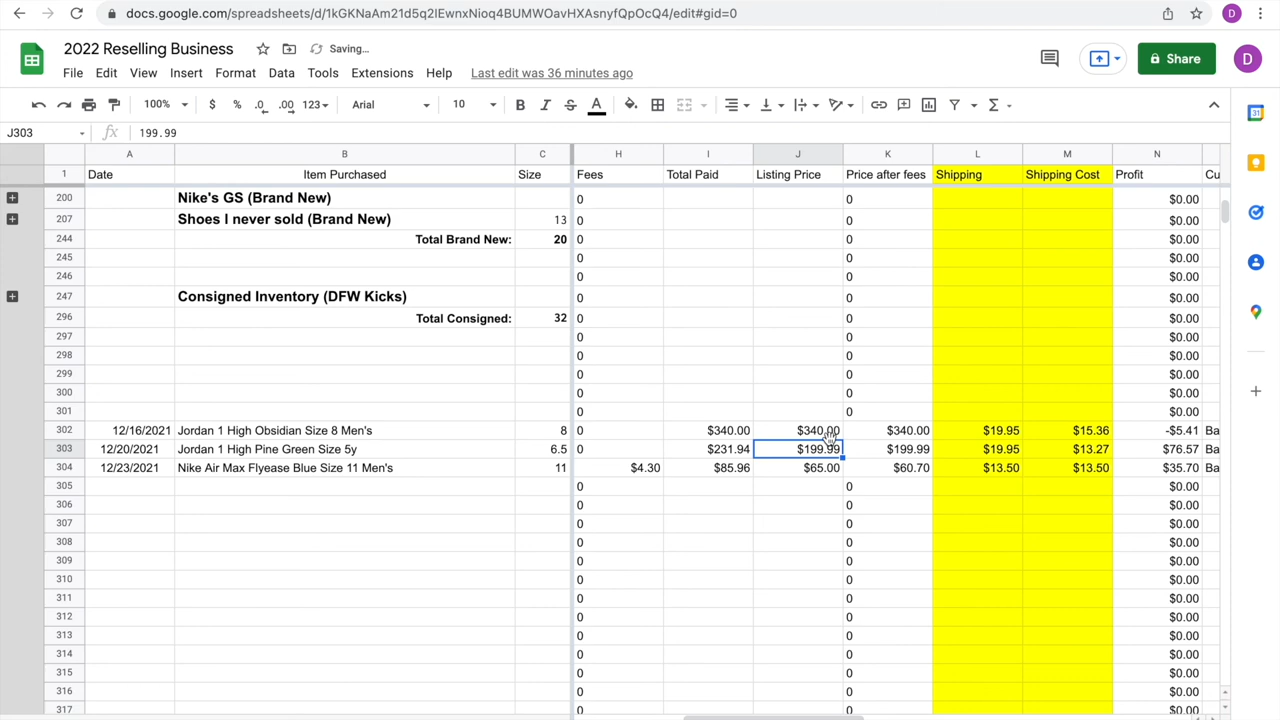 docs.google.com/spreadsheets/d/1kGKNaAm21d5q2lEwnxNioq4BUMWOavHXAsnyfQpOcQ4/edit#gid=0
D
2022 Reselling Business Saving…
File Edit View Insert Format Data Tools Extensions Help Last edit was 36 minutes ago
Share D
100% $ % .0 .00 123 Arial 10 B I S A
J303 fx 199.99
A B C H I J K L M N
1 Date Item Purchased Size Fees Total Paid Listing Price Price after fees Shipping Shipping Cost Profit Cu
200 Nike's GS (Brand New) 0 0 $0.00
207 Shoes I never sold (Brand New) 13 0 0 $0.00
244 Total Brand New: 20 0 0 $0.00
245 0 0 $0.00
246 0 0 $0.00
247 Consigned Inventory (DFW Kicks) 0 0 $0.00
296 Total Consigned: 32 0 0 $0.00
297 0 0 $0.00
298 0 0 $0.00
299 0 0 $0.00
300 0 0 $0.00
301 0 0 $0.00
302 12/16/2021 Jordan 1 High Obsidian Size 8 Men's 8 0 $340.00 $340.00 $340.00 $19.95 $15.36 -$5.41 Ba
303 12/20/2021 Jordan 1 High Pine Green Size 5y 6.5 0 $231.94 $199.99 $199.99 $19.95 $13.27 $76.57 Ba
304 12/23/2021 Nike Air Max Flyease Blue Size 11 Men's 11 $4.30 $85.96 $65.00 $60.70 $13.50 $13.50 $35.70 Ba
305 0 0 $0.00
306 0 0 $0.00
307 0 0 $0.00
308 0 0 $0.00
309 0 0 $0.00
310 0 0 $0.00
311 0 0 $0.00
312 0 0 $0.00
313 0 0 $0.00
314 0 0 $0.00
315 0 0 $0.00
316 0 0 $0.00
317 0 0 $0.00